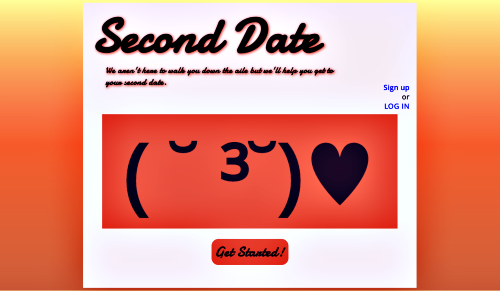 Second Date
We aren't here to walk you down the aile but we'll help you get to
your second date.
Sign up
or
LOG IN
( ˘ ³˘)♥
Get Started!